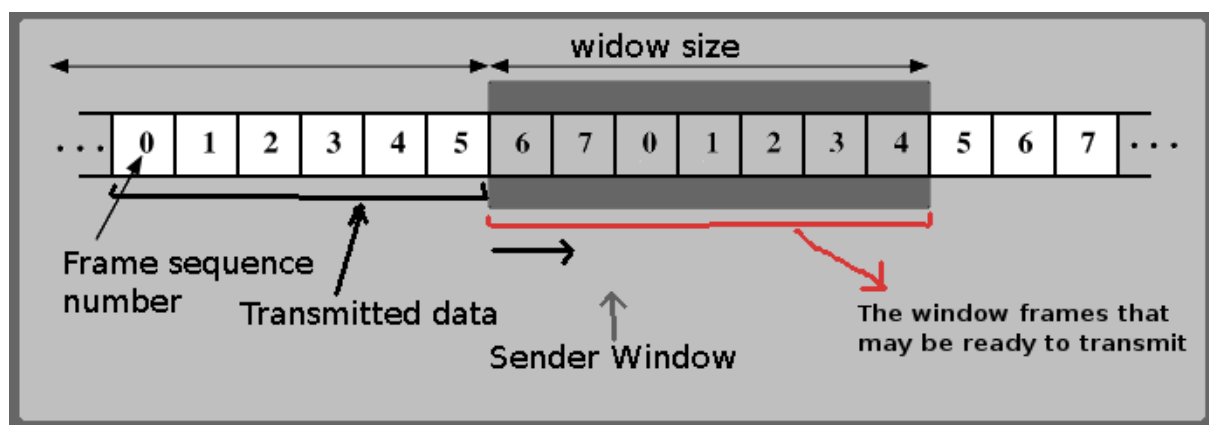 widow size
... 0 1 2 3 4 5 6 7 0 1 2 3 4 5 6 7 ...
Frame sequence
number
Transmitted data
Sender Window
The window frames that
may be ready to transmit